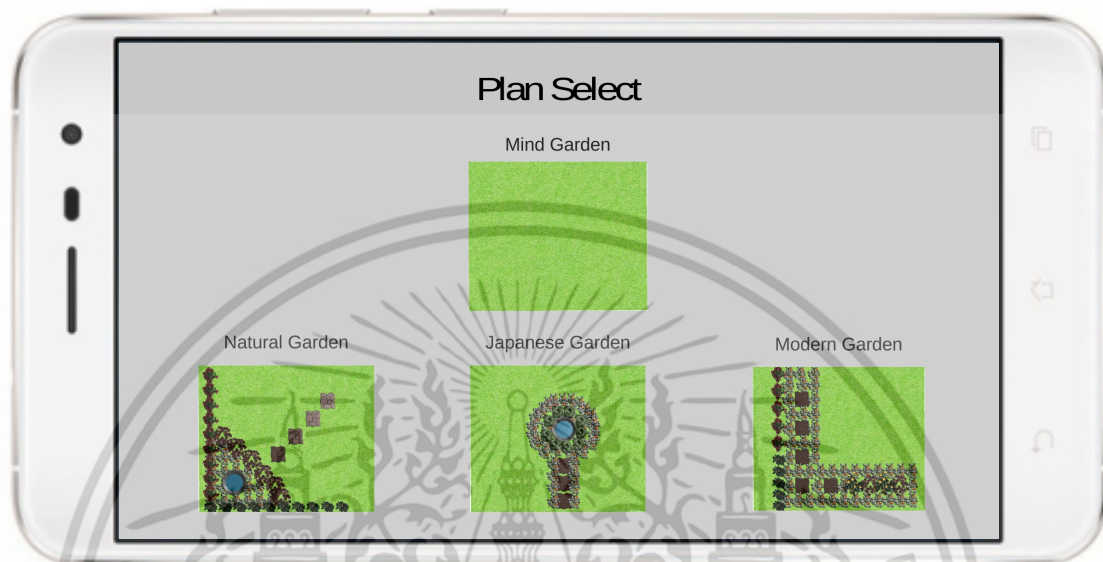 Plan Select
Mind Garden
Natural Garden
Japanese Garden
Modern Garden